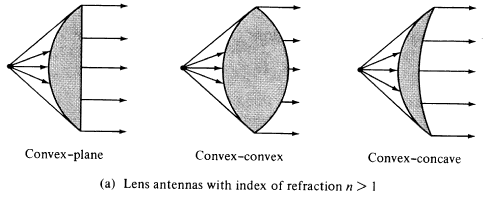 Convex-plane
Convex-convex
Convex-concave
(a) Lens antennas with index of refraction n > 1